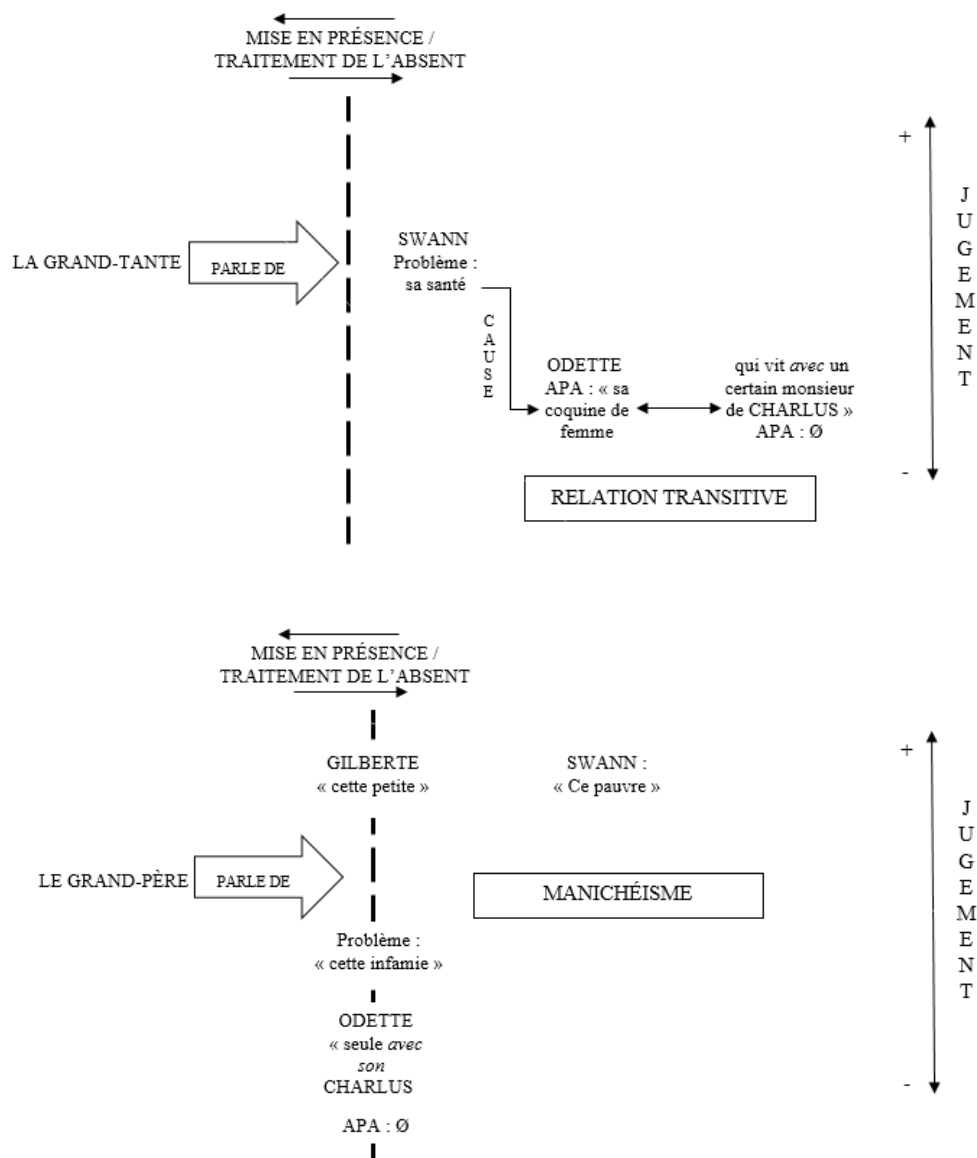 MISE EN PRÉSENCE /
TRAITEMENT DE L’ABSENT
+
JUGEMENT
-
LA GRAND-TANTE
PARLE DE
SWANN
Problème :
sa santé
CAUSE
ODETTE
APA : « sa
coquine de
femme
qui vit avec un
certain monsieur
de CHARLUS »
APA : Ø
RELATION TRANSITIVE
MISE EN PRÉSENCE /
TRAITEMENT DE L’ABSENT
+
JUGEMENT
-
GILBERTE
« cette petite »
SWANN :
« Ce pauvre »
LE GRAND-PÈRE
PARLE DE
MANICHÉISME
Problème :
« cette infamie »
ODETTE
« seule avec
son
CHARLUS
APA : Ø